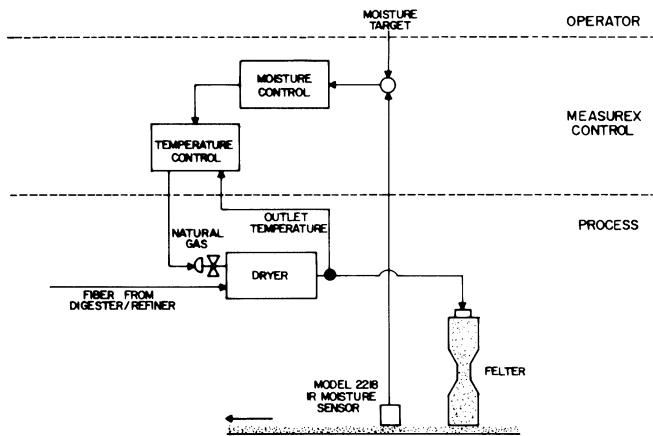 MOISTURE
TARGET
OPERATOR
MOISTURE
CONTROL
MEASUREX
CONTROL
TEMPERATURE
CONTROL
OUTLET
TEMPERATURE
PROCESS
NATURAL
GAS
DRYER
FIBER FROM
DIGESTER/REFINER
FELTER
MODEL 2218
IR MOISTURE
SENSOR